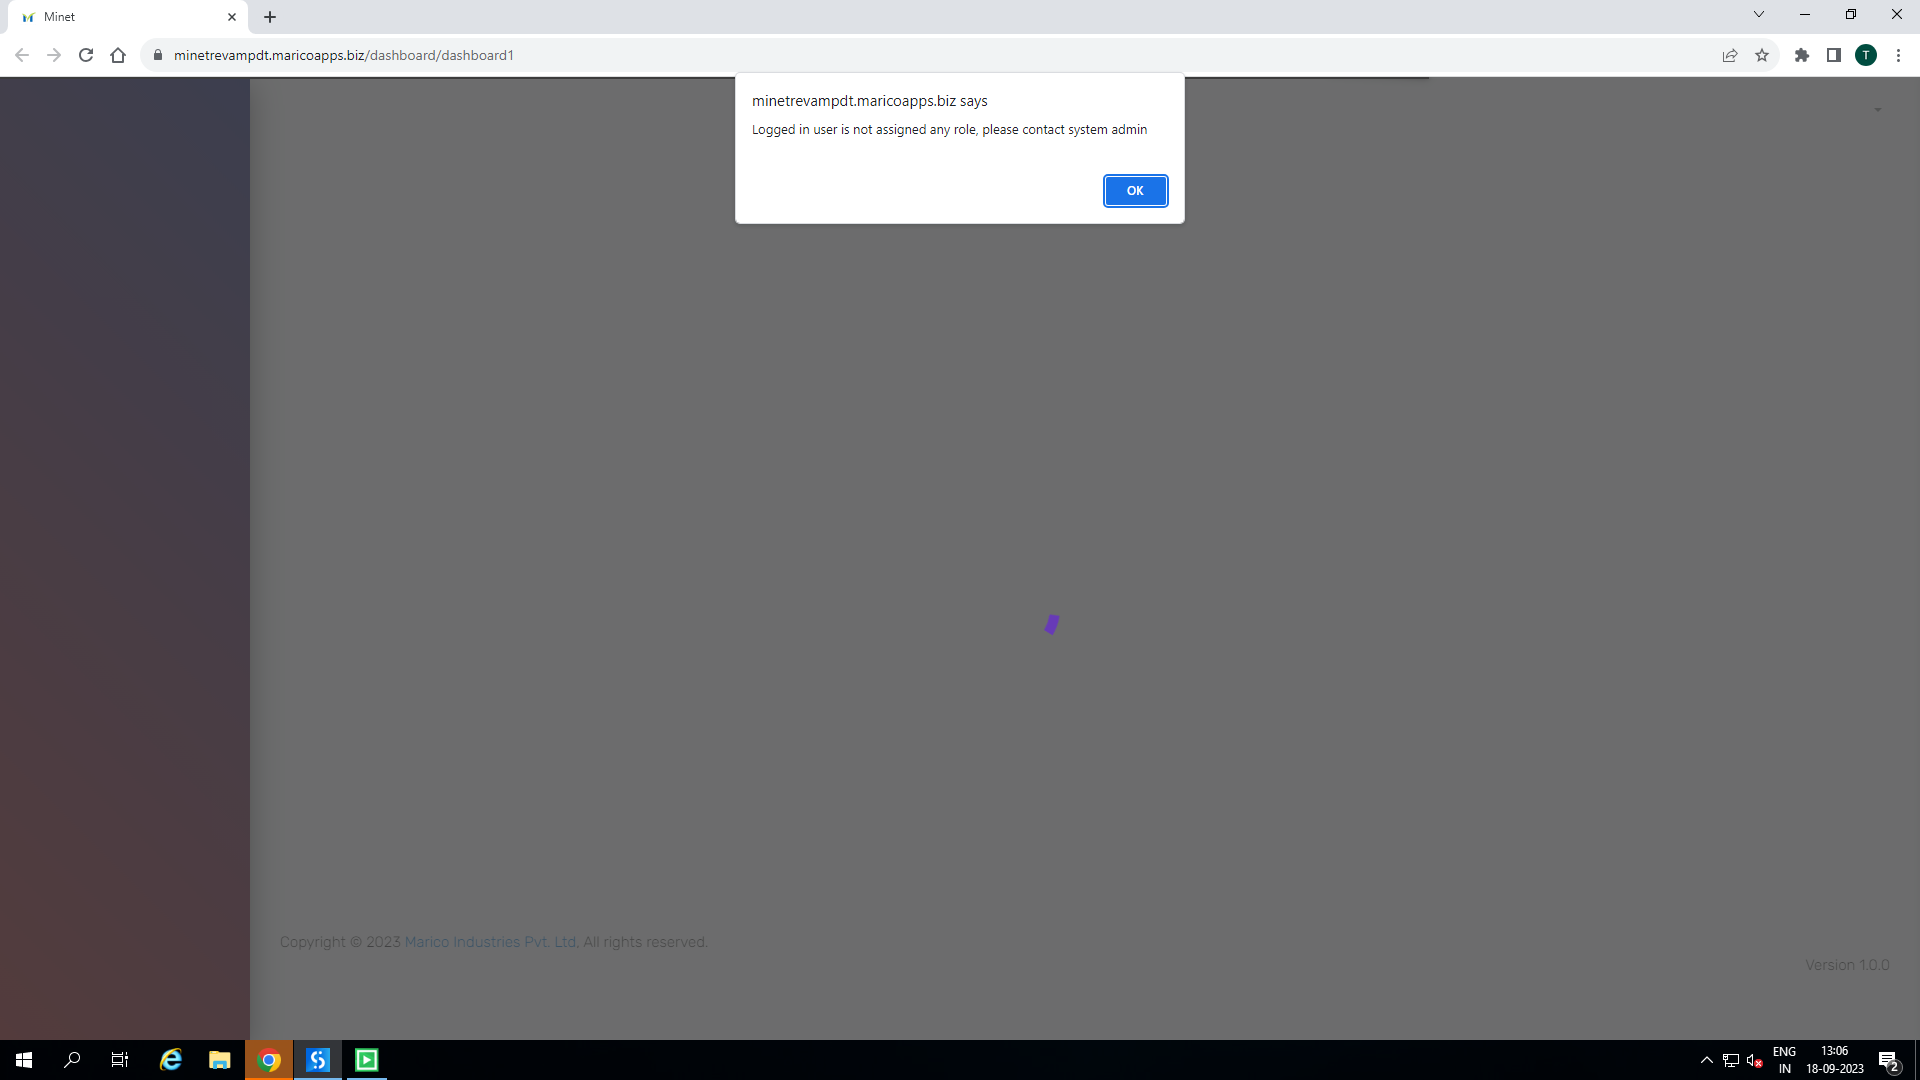 Minet
minetrevampdt.maricoapps.biz/dashboard/dashboard1
T
minetrevampdt.maricoapps.biz says
Logged in user is not assigned any role, please contact system admin
OK
Copyright © 2023 Marico Industries Pvt. Ltd. All rights reserved.
Version 1.0.0
ENG
IN
13:06
18-09-2023
2